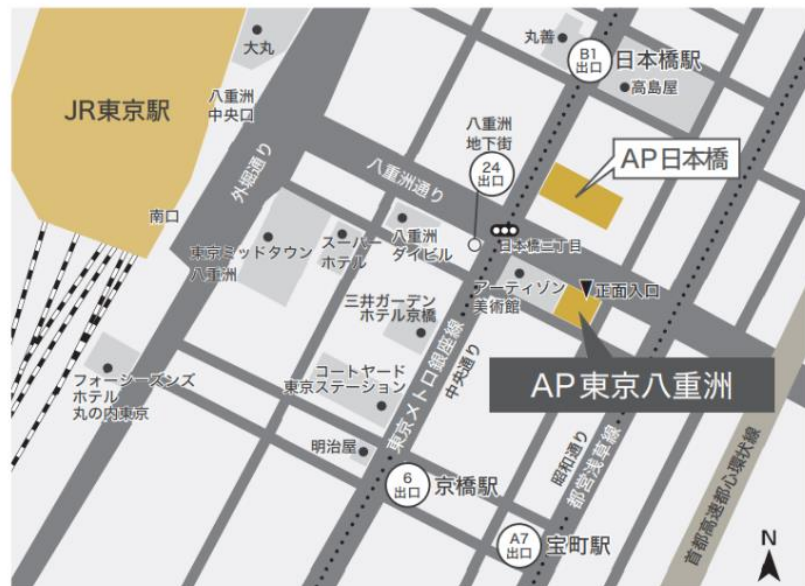 丸善
B1
出口
日本橋駅
大丸
高島屋
JR東京駅
八重洲
中央口
八重洲
地下街
24
出口
AP日本橋
外堀通り
八重洲通り
南口
東京ミッドタウン
八重洲
スーパー
ホテル
八重洲
ダイビル
日本橋三丁目
アーティゾン
美術館
正面入口
三井ガーデン
ホテル京橋
東京メトロ銀座線
中央通り
AP東京八重洲
フォーシーズンズ
ホテル
丸の内東京
コートヤード
東京ステーション
昭和通り
都営浅草線
首都高速都心環状線
明治屋
6
出口
京橋駅
A7
出口
宝町駅
N